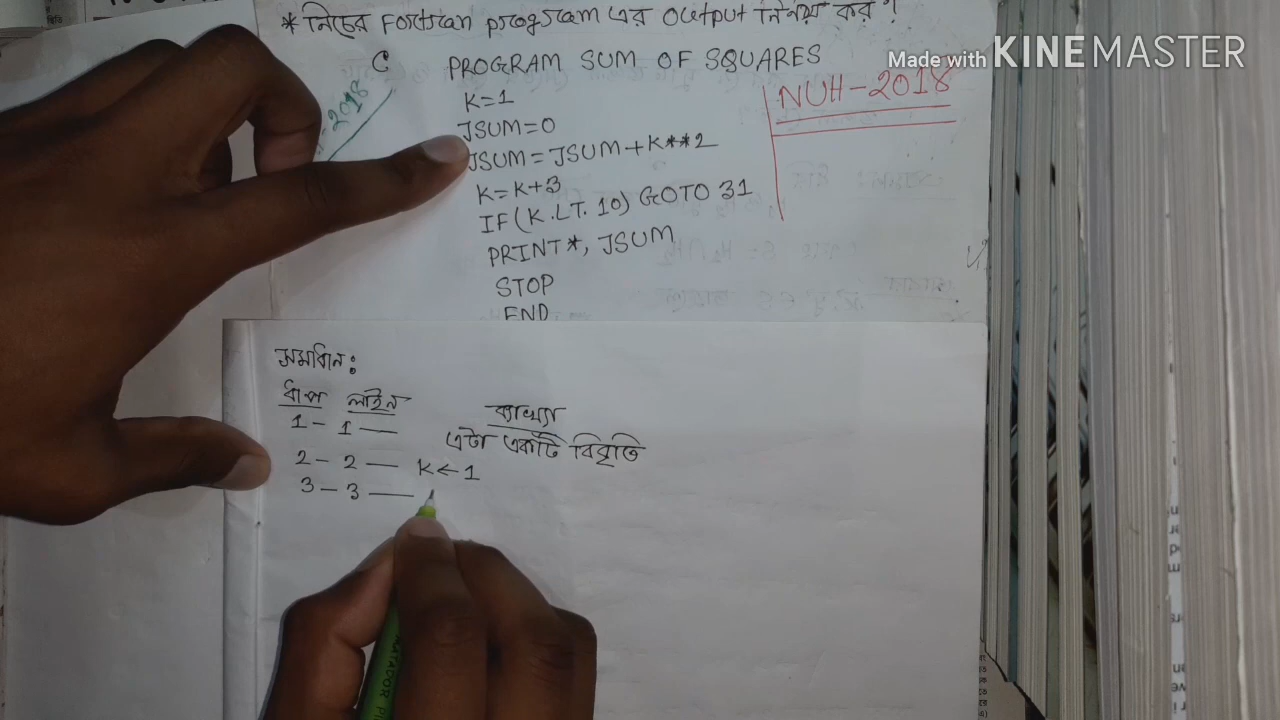 * নিচের Fortran program এর output নির্ণয় কর ?
Made with KINEMASTER
C PROGRAM SUM OF SQUARES
NUH-2018
K=1
2018
JSUM=0
JSUM=JSUM+K**2
K=K+3
IF(K.LT.10) GOTO 31
PRINT*, JSUM
STOP
END
সমাধান:
ধাপ লাইন ব্যাখ্যা
1 - 1 — এটা একটি বিবৃতি
2 - 2 — K←1
3 - 3 —